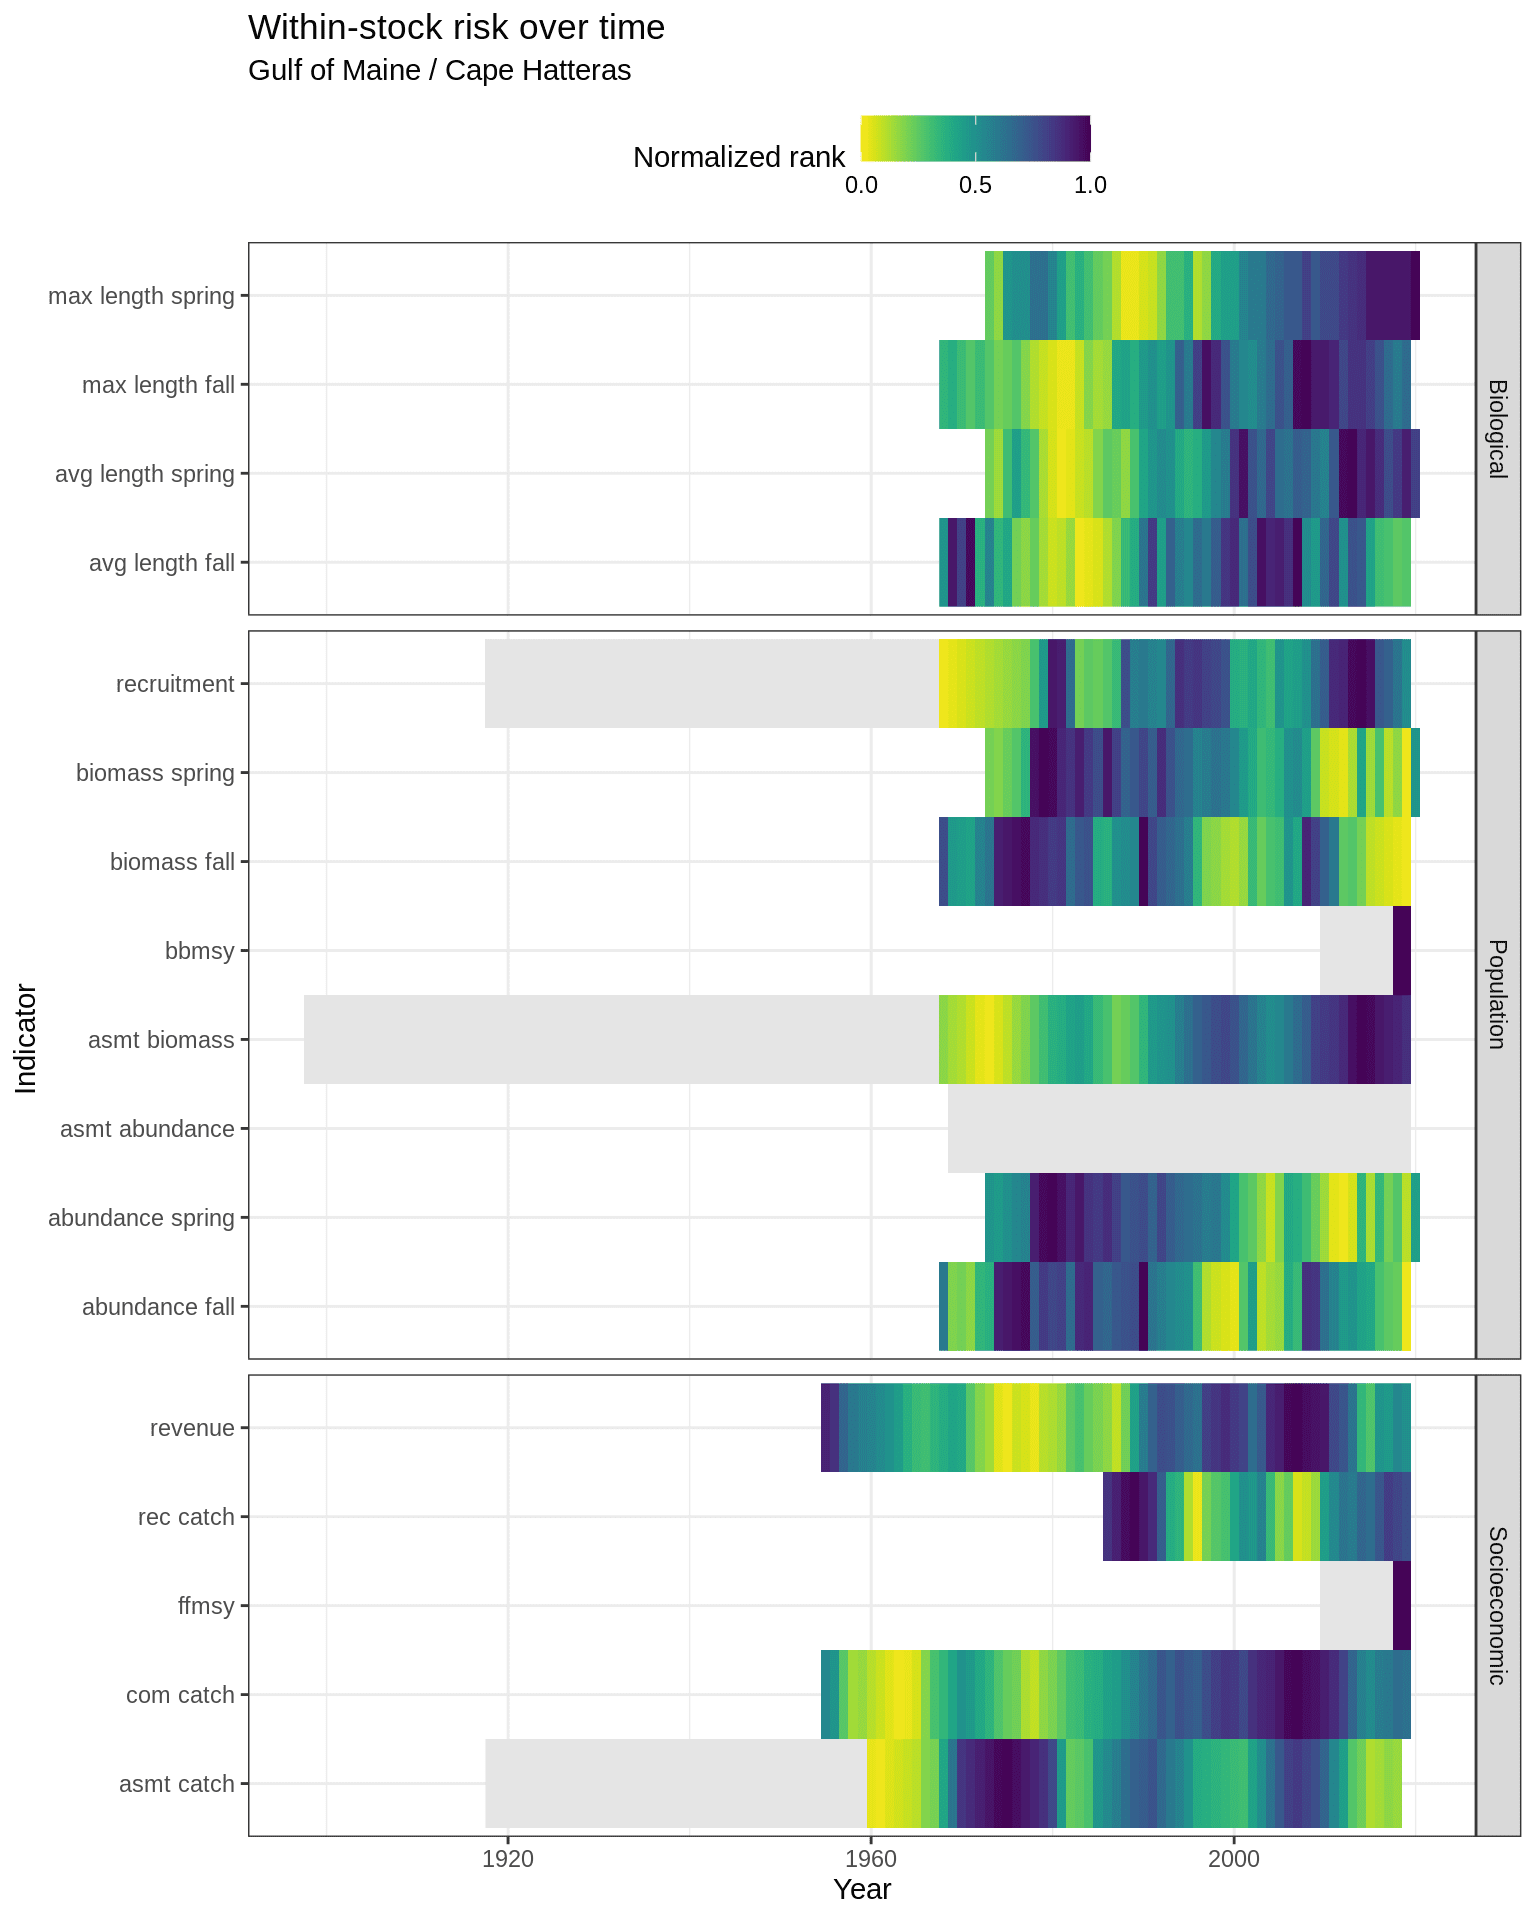 Within-stock risk over time
Gulf of Maine / Cape Hatteras
Normalized rank
0.0 0.5 1.0
Indicator
max length spring
max length fall
avg length spring
avg length fall
Biological
recruitment
biomass spring
biomass fall
bbmsy
asmt biomass
asmt abundance
abundance spring
abundance fall
Population
revenue
rec catch
ffmsy
com catch
asmt catch
Socioeconomic
1920 1960 2000
Year